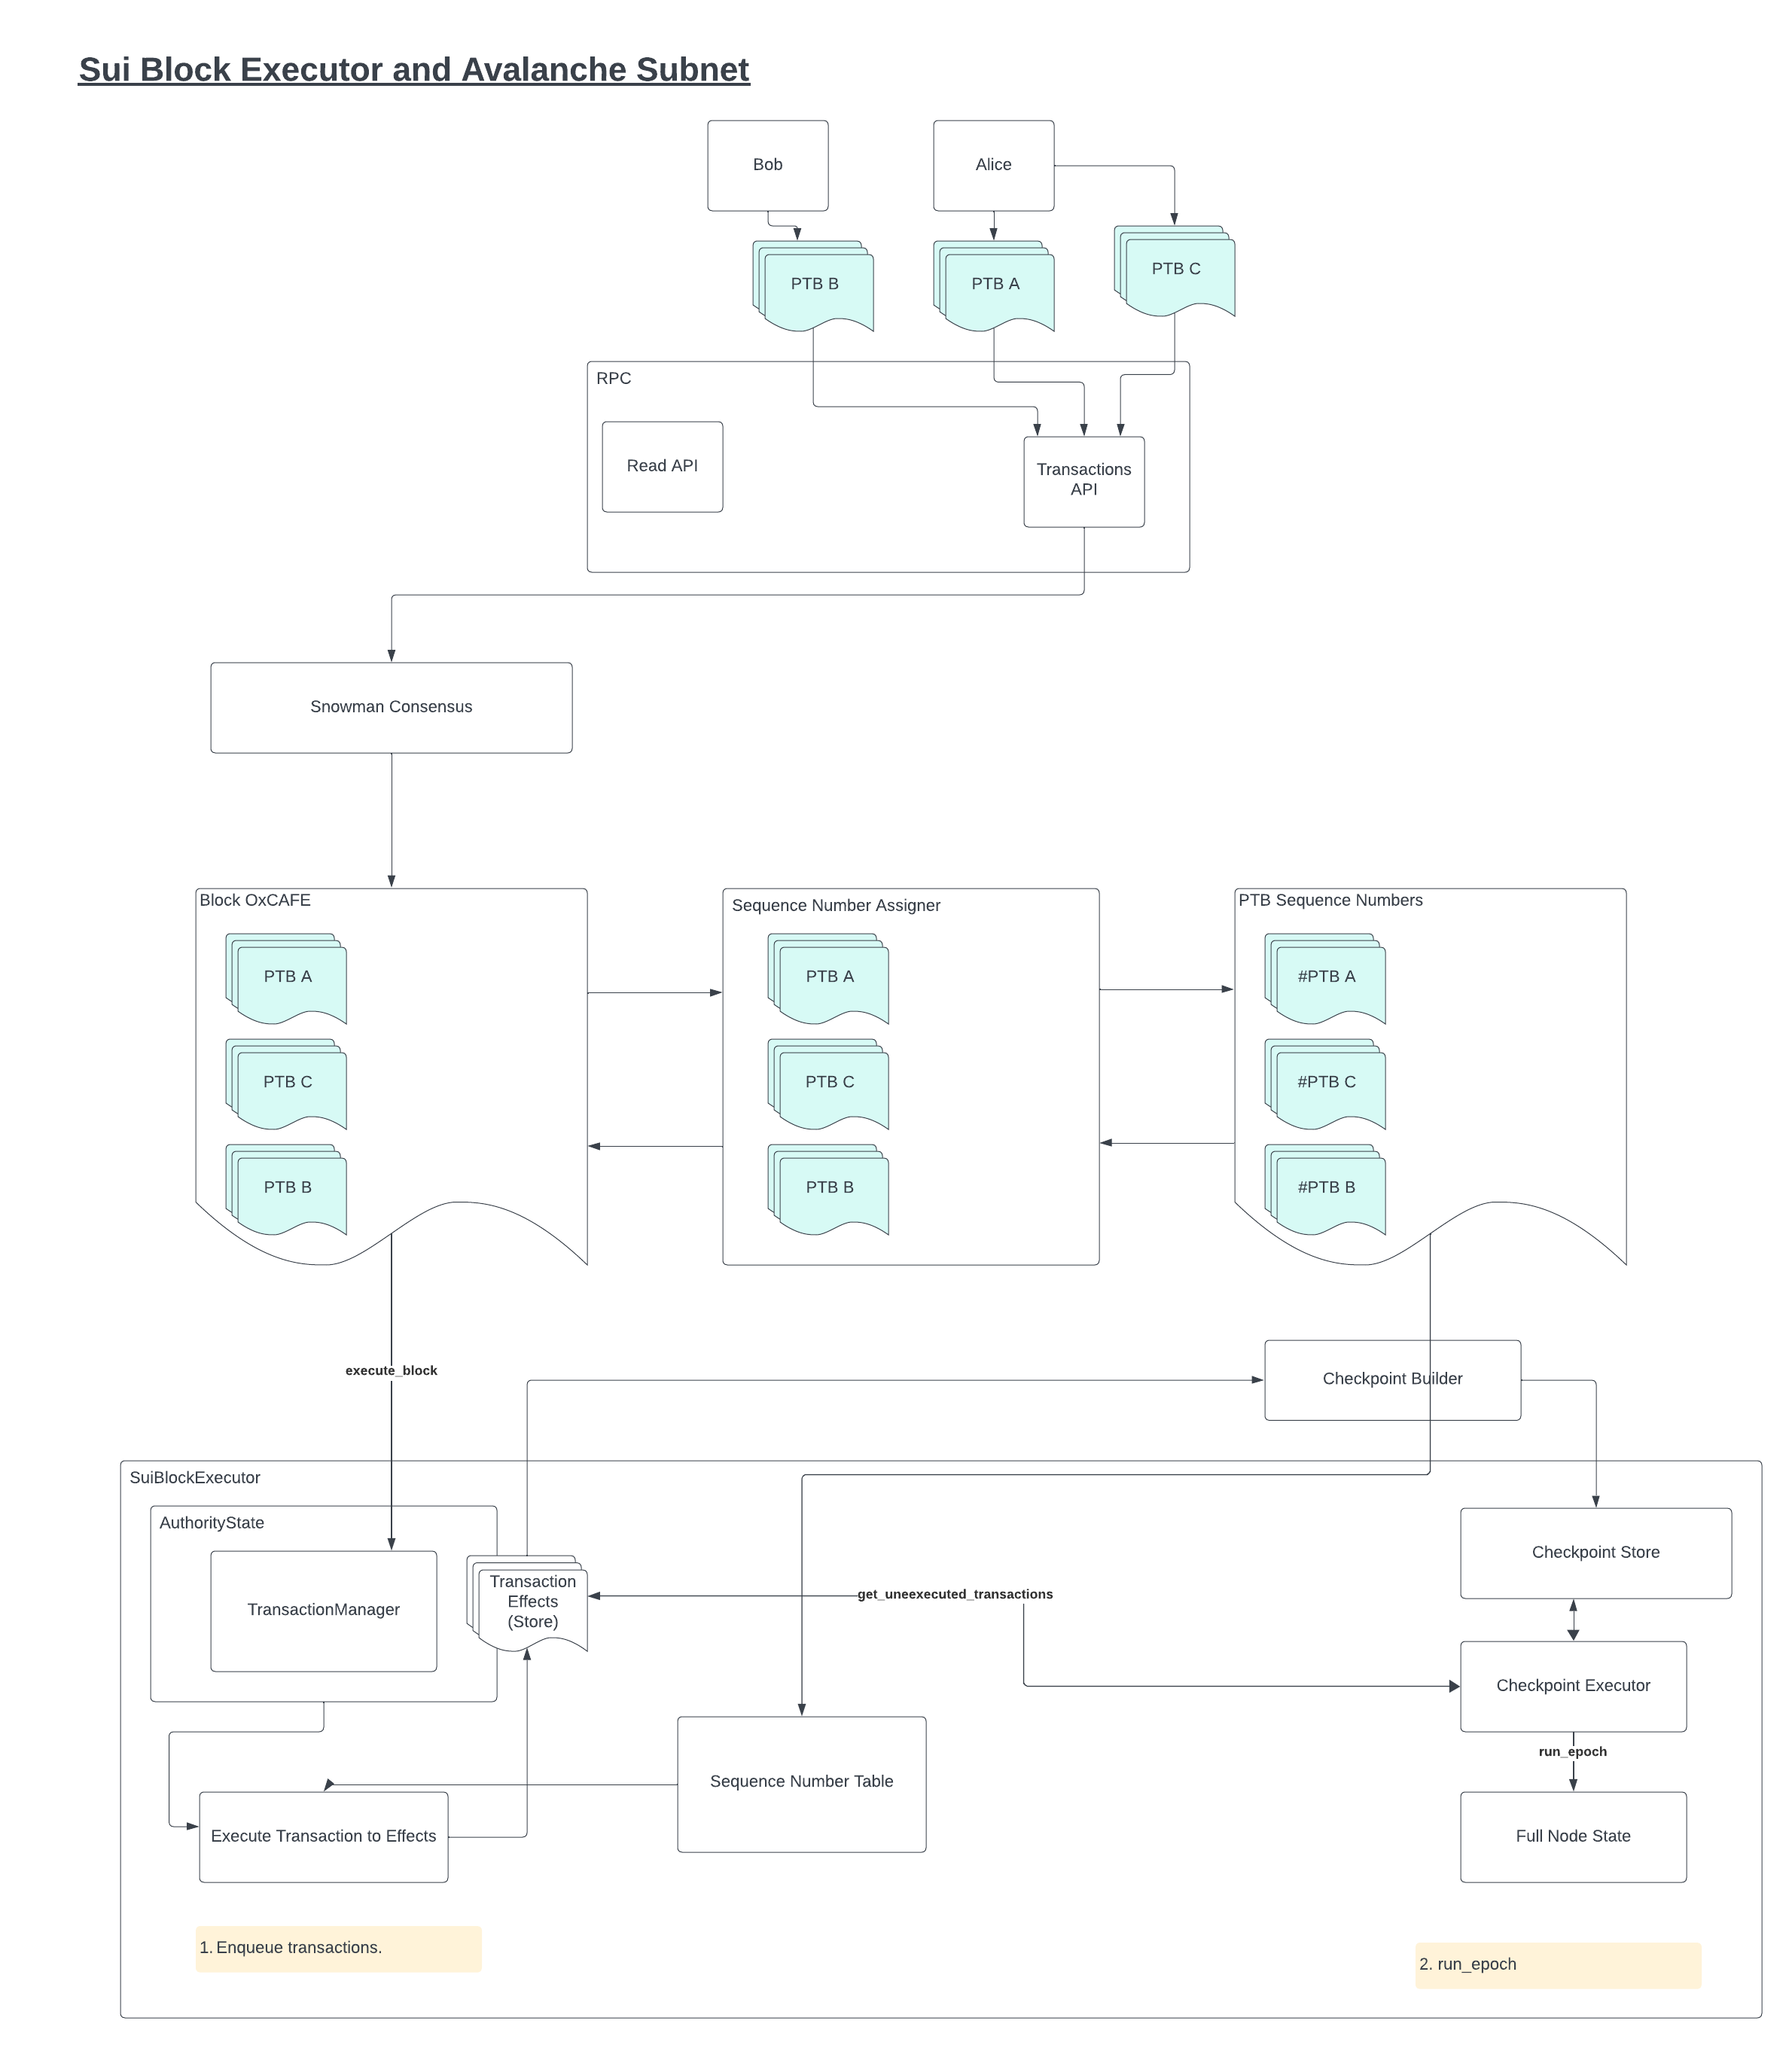 Sui Block Executor and Avalanche Subnet
Bob
Alice
PTB B
PTB A
PTB C
RPC
Read API
Transactions
API
Snowman Consensus
Block OxCAFE
PTB A
PTB C
PTB B
Sequence Number Assigner
PTB A
PTB C
PTB B
PTB Sequence Numbers
#PTB A
#PTB C
#PTB B
execute_block
Checkpoint Builder
SuiBlockExecutor
AuthorityState
TransactionManager
Transaction
Effects
(Store)
get_uneexecuted_transactions
Checkpoint Store
Checkpoint Executor
run_epoch
Sequence Number Table
Execute Transaction to Effects
Full Node State
1. Enqueue transactions.
2. run_epoch